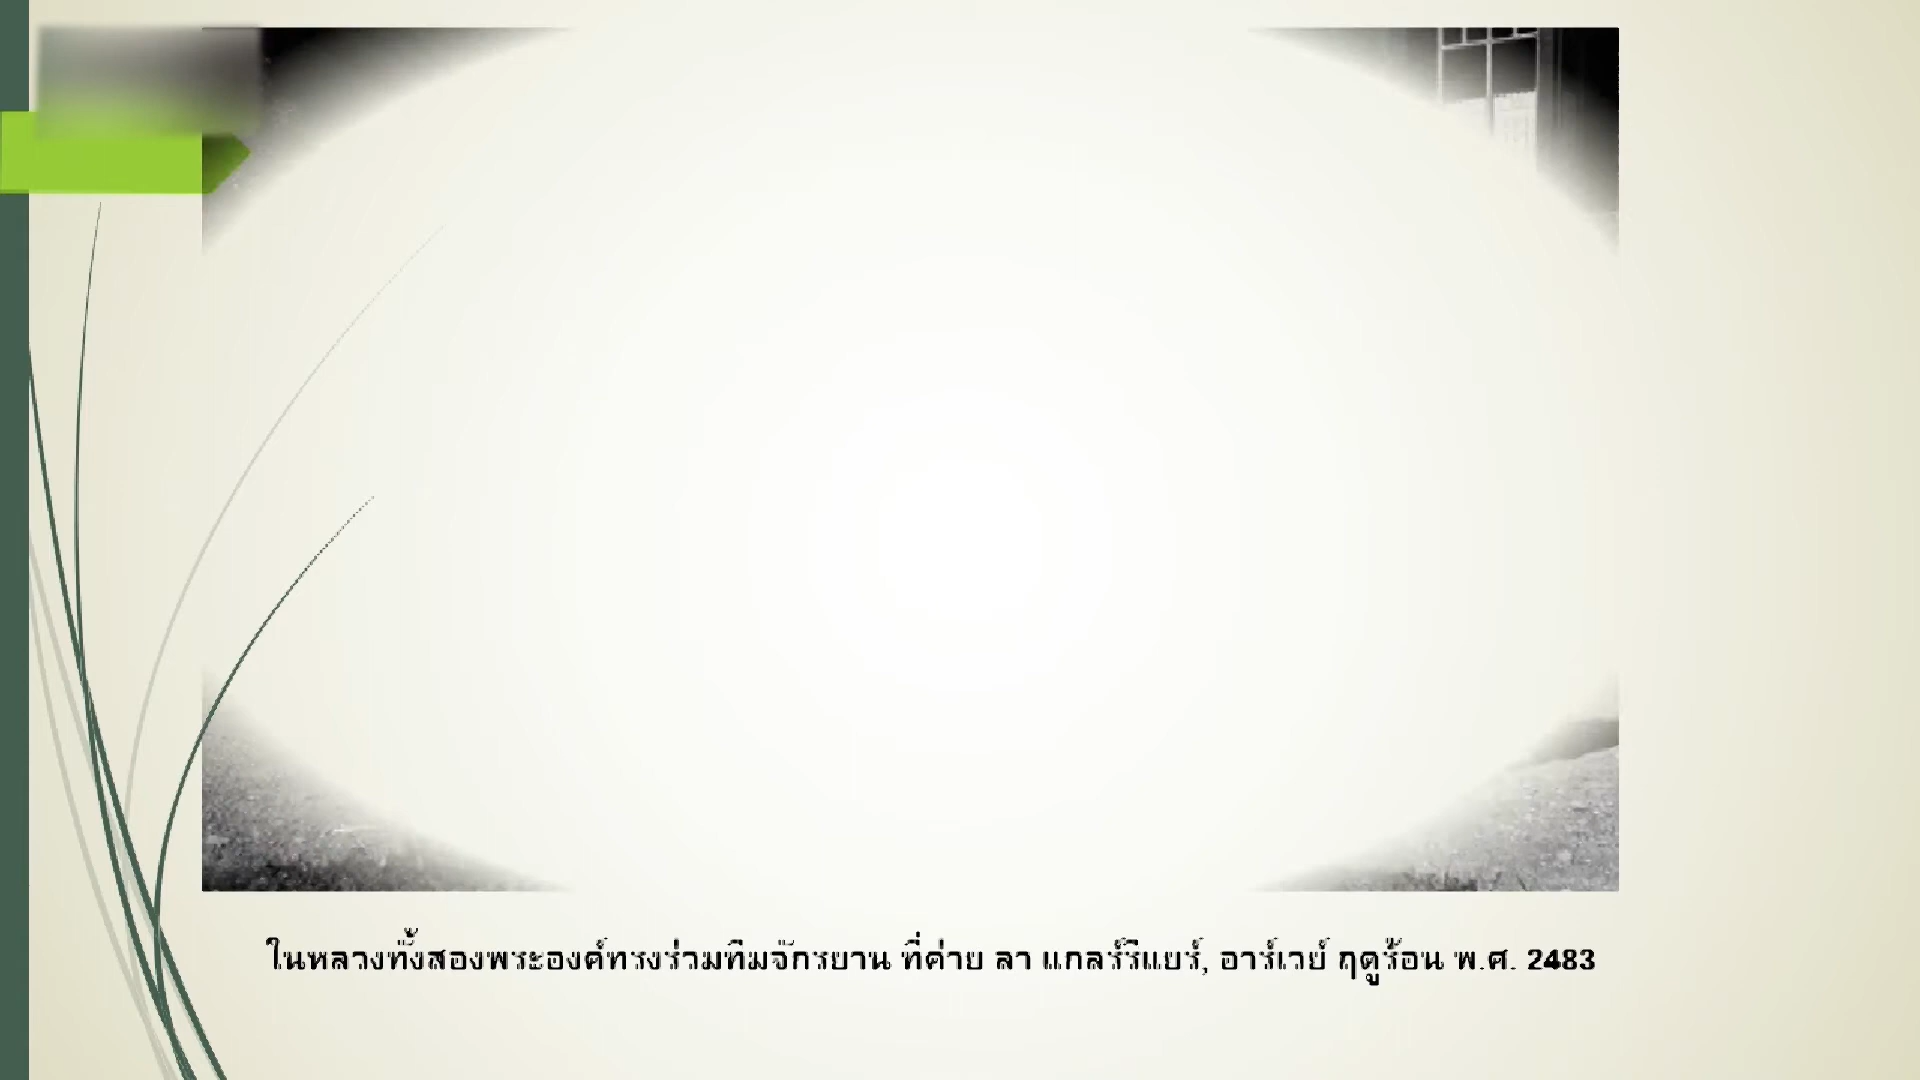 ในหลวงทั้งสองพระองค์ทรงร่วมทีมจักรยาน ที่ค่าย ลา แกลร์ริแยร์, อาร์เวย์ ฤดูร้อน พ.ศ. 2483